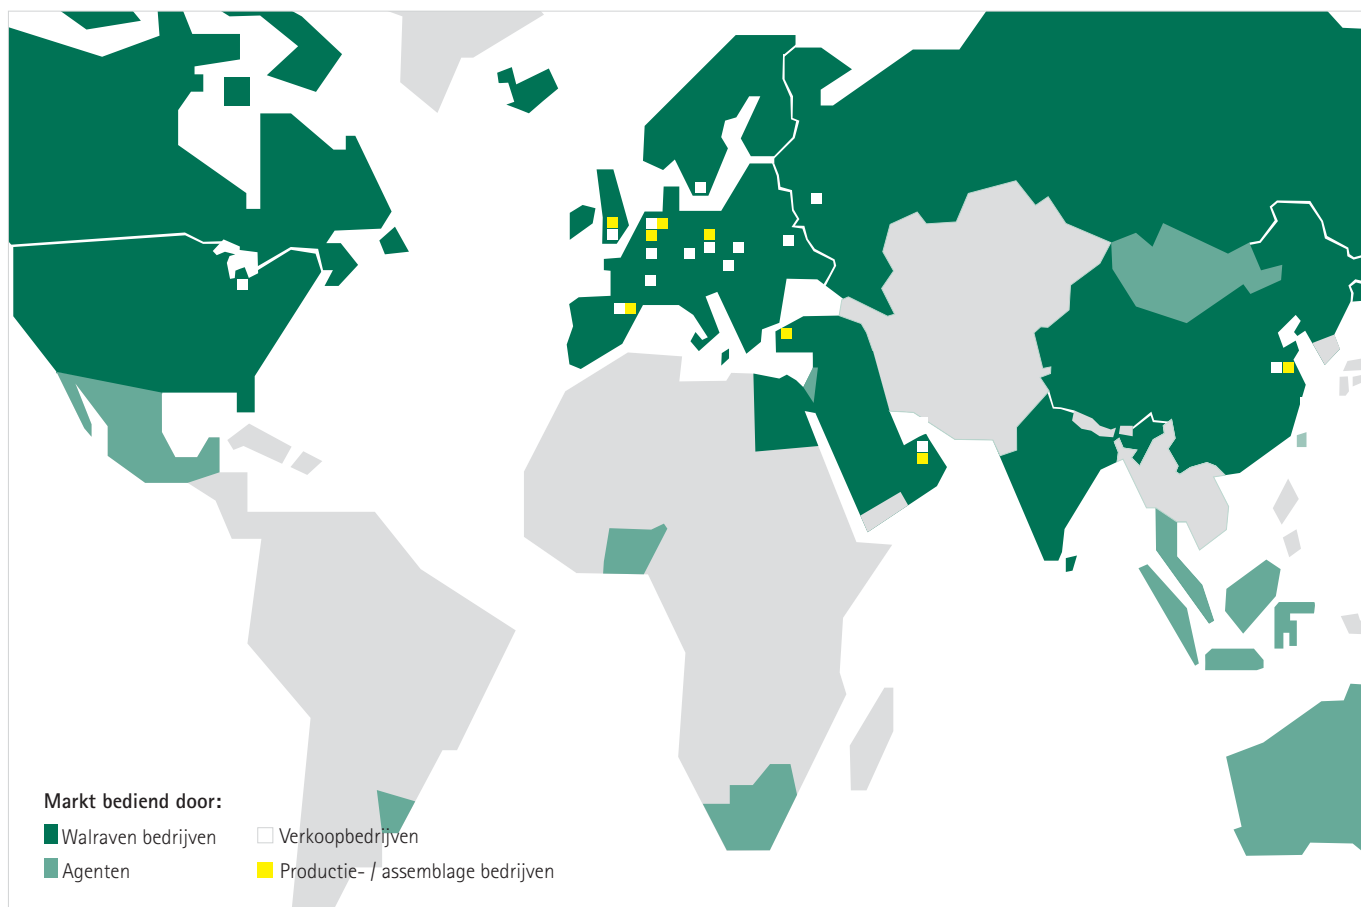 Markt bediend door:
Walraven bedrijven
Verkoopbedrijven
Agenten
Productie- / assemblage bedrijven